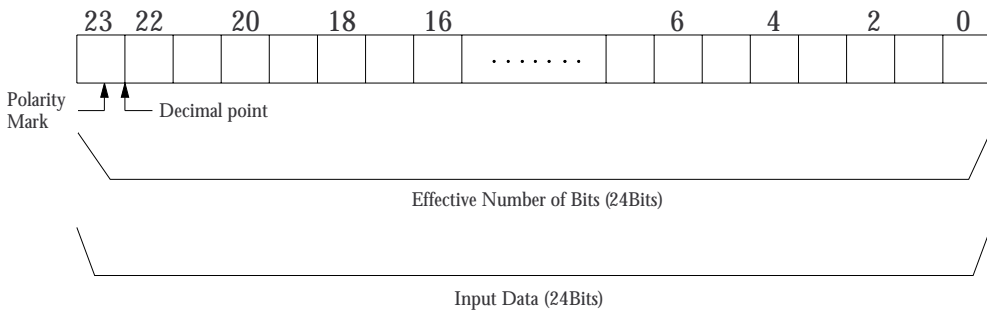 23 22 20 18 16 6 4 2 0
.......
Polarity
Mark
Decimal point
Effective Number of Bits (24Bits)
Input Data (24Bits)